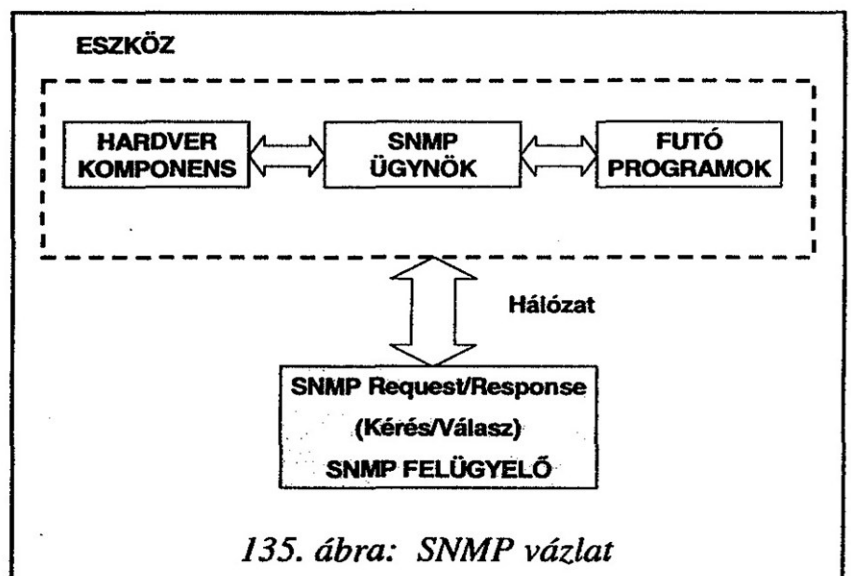 ESZKÖZ
HARDVER
KOMPONENS
SNMP
ÜGYNÖK
FUTÓ
PROGRAMOK
Hálózat
SNMP Request/Response
(Kérés/Válasz)
SNMP FELÜGYELŐ
135. ábra: SNMP vázlat